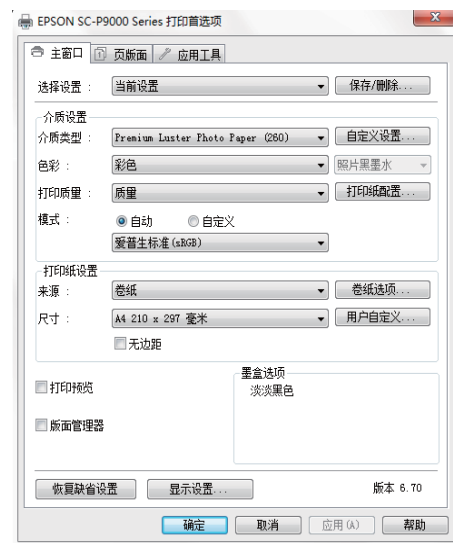 EPSON SC-P9000 Series 打印首选项
主窗口 页版面 应用工具
选择设置 : 当前设置 保存/删除...
介质设置
介质类型 : Premium Luster Photo Paper (260) 自定义设置...
色彩 : 彩色 照片黑墨水
打印质量 : 质量 打印纸配置...
模式 : 自动 自定义
爱普生标准(sRGB)
打印纸设置
来源 : 卷纸 卷纸选项...
尺寸 : A4 210 x 297 毫米 用户自定义...
无边距
墨盒选项
打印预览 淡淡黑色
版面管理器
恢复缺省设置 显示设置... 版本 6.70
确定 取消 应用(A) 帮助